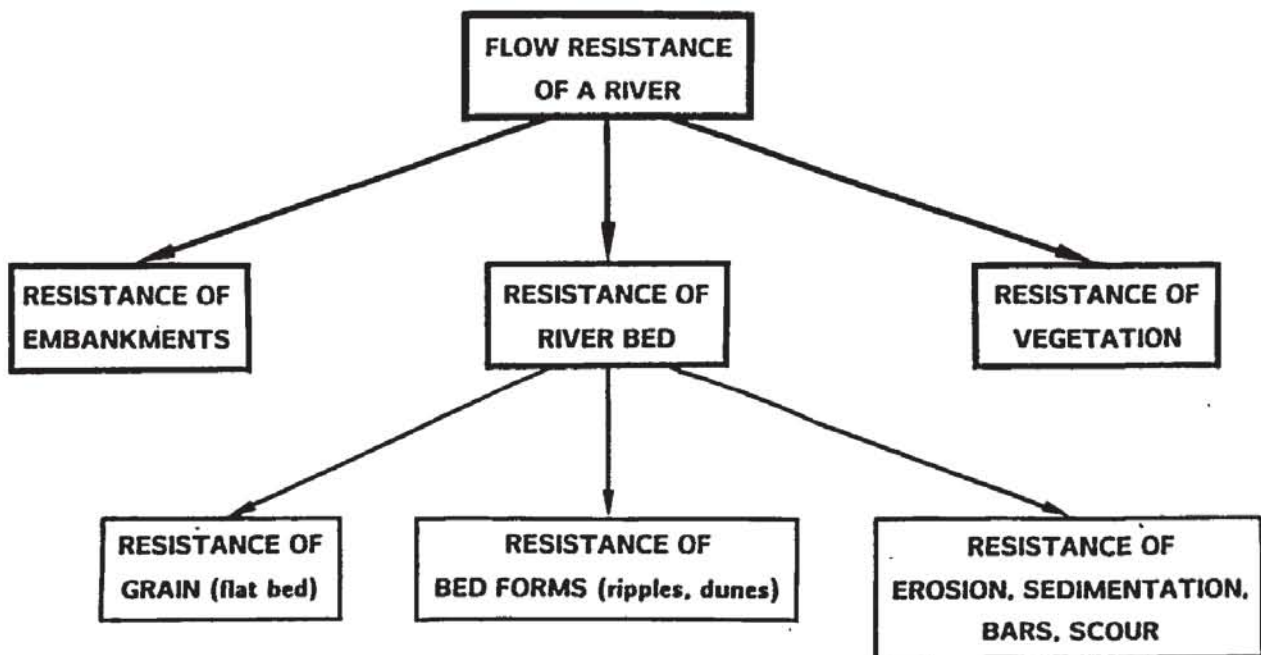 FLOW RESISTANCE
OF A RIVER
RESISTANCE OF
EMBANKMENTS
RESISTANCE OF
RIVER BED
RESISTANCE OF
VEGETATION
RESISTANCE OF
GRAIN (flat bed)
RESISTANCE OF
BED FORMS (ripples, dunes)
RESISTANCE OF
EROSION, SEDIMENTATION,
BARS, SCOUR